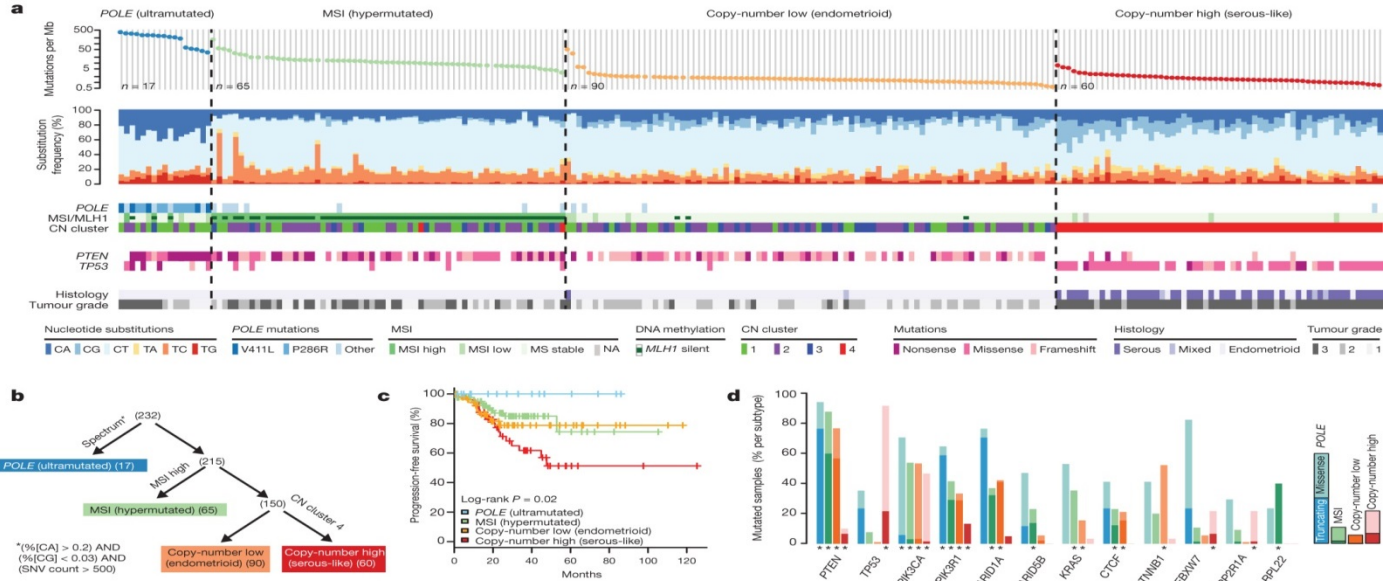 a
POLE (ultramutated)
MSI (hypermutated)
Copy-number low (endometrioid)
Copy-number high (serous-like)
Mutations per Mb
500
50
5
0.5
n = 17
n = 65
n = 90
n = 60
Substitution
frequency (%)
100
80
60
40
20
0
POLE
MSI/MLH1
CN cluster
PTEN
TP53
Histology
Tumour grade
Nucleotide substitutions
CA CG CT TA TC TG
POLE mutations
V411L P286R Other
MSI
MSI high MSI low MS stable NA
DNA methylation
MLH1 silent
CN cluster
1 2 3 4
Mutations
Nonsense Missense Frameshift
Histology
Serous Mixed Endometrioid
Tumour grade
3 2 1
b
(232)
Spectrum*
POLE (ultramutated) (17)
(215)
MSI high
MSI (hypermutated) (65)
(150)
CN cluster 4
Copy-number low
(endometrioid) (90)
Copy-number high
(serous-like) (60)
*(%[CA] > 0.2) AND
(%[CG] < 0.03) AND
(SNV count > 500)
c
Progression-free survival (%)
100
80
60
40
20
0
Log-rank P = 0.02
POLE (ultramutated)
MSI (hypermutated)
Copy-number low (endometrioid)
Copy-number high (serous-like)
0 20 40 60 80 100 120
Months
d
Mutated samples (% per subtype)
100
80
60
40
20
0
* * * * * * * * * * * * * * * * * * * * * *
PTEN
TP53
PIK3CA
PIK3R1
ARID1A
ARID5B
KRAS
CTCF
TNNB1
FBXW7
PP2R1A
RPL22
Truncating Missense
POLE
MSI
Copy-number low
Copy-number high